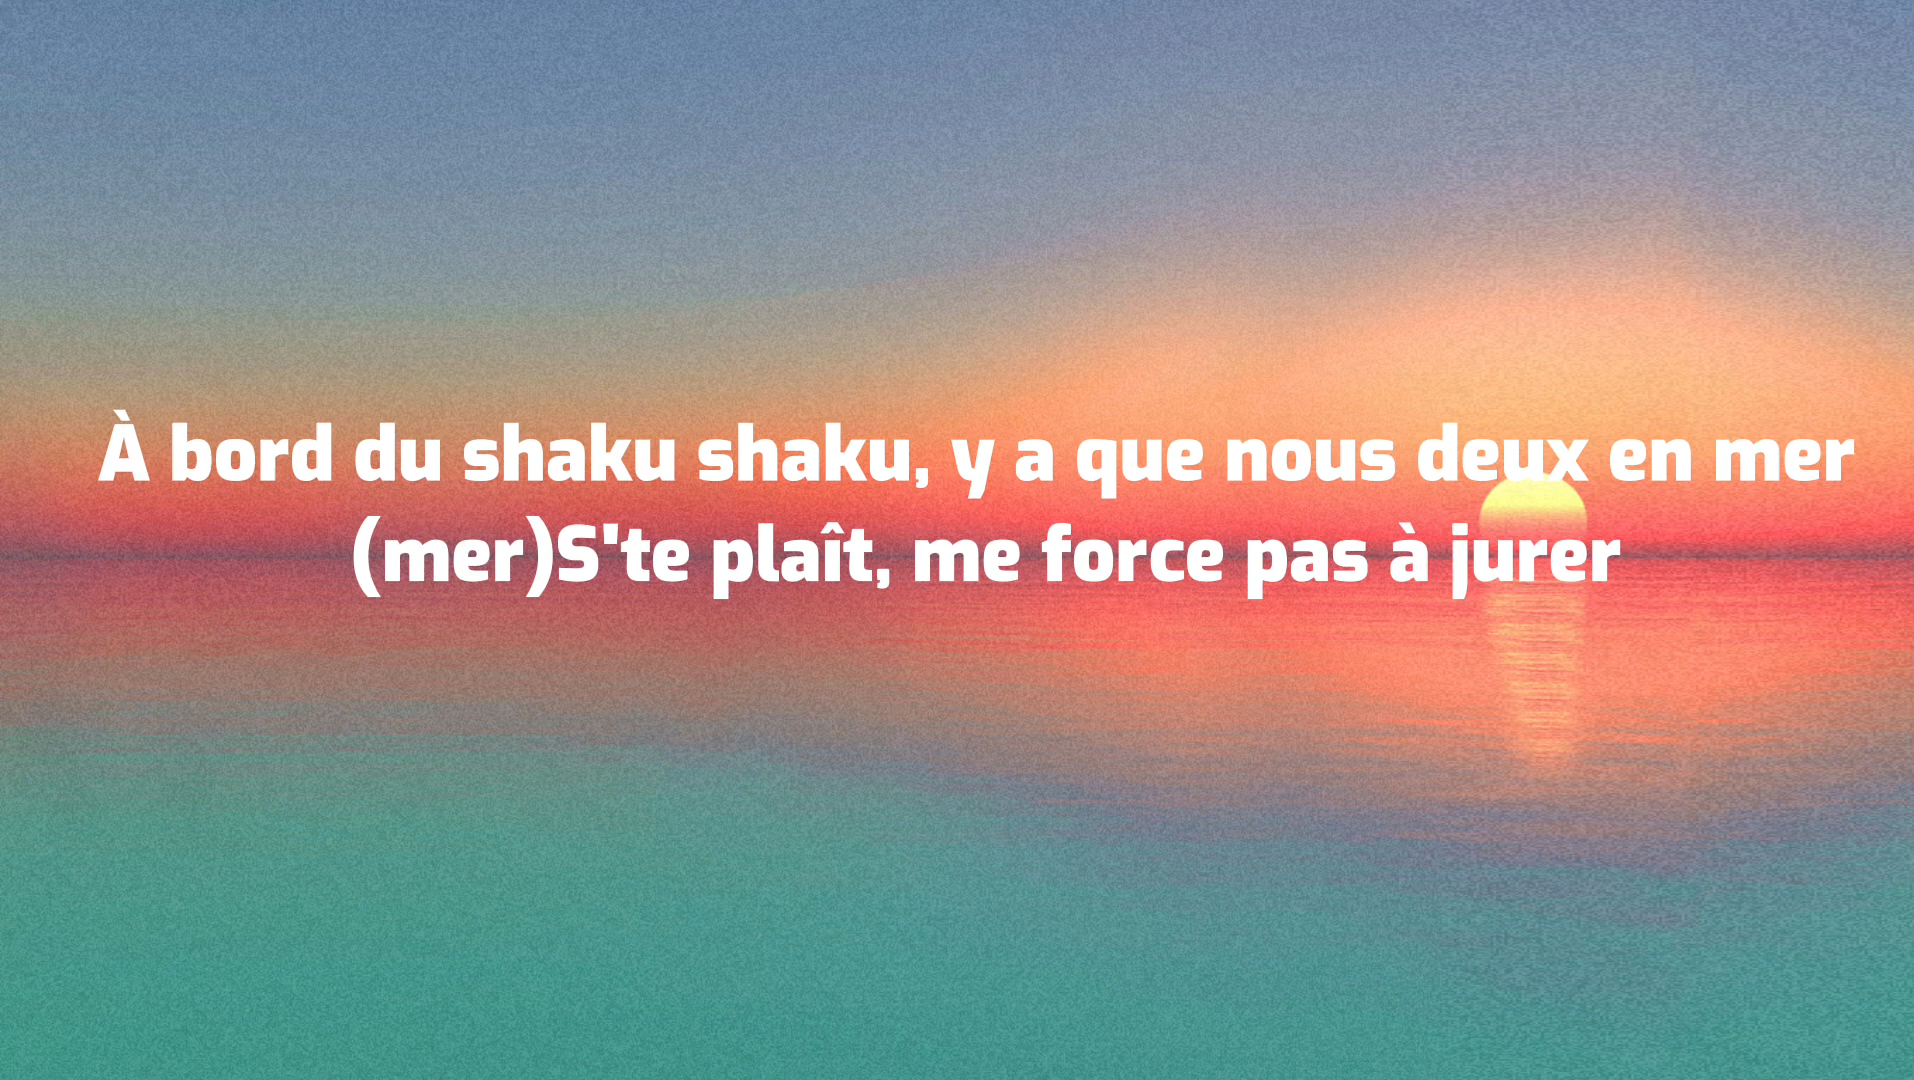 À bord du shaku shaku, y a que nous deux en mer
(mer)S'te plaît, me force pas à jurer